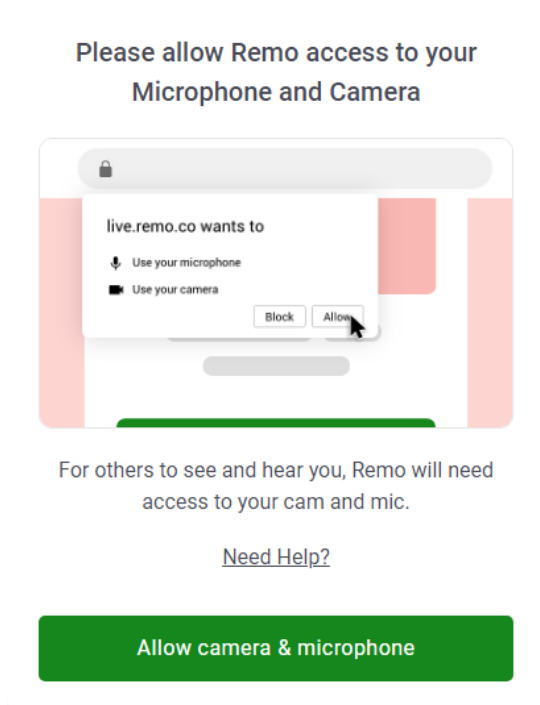 Please allow Remo access to your
Microphone and Camera
live.remo.co wants to
Use your microphone
Use your camera
Block Allow
For others to see and hear you, Remo will need
access to your cam and mic.
Need Help?
Allow camera & microphone